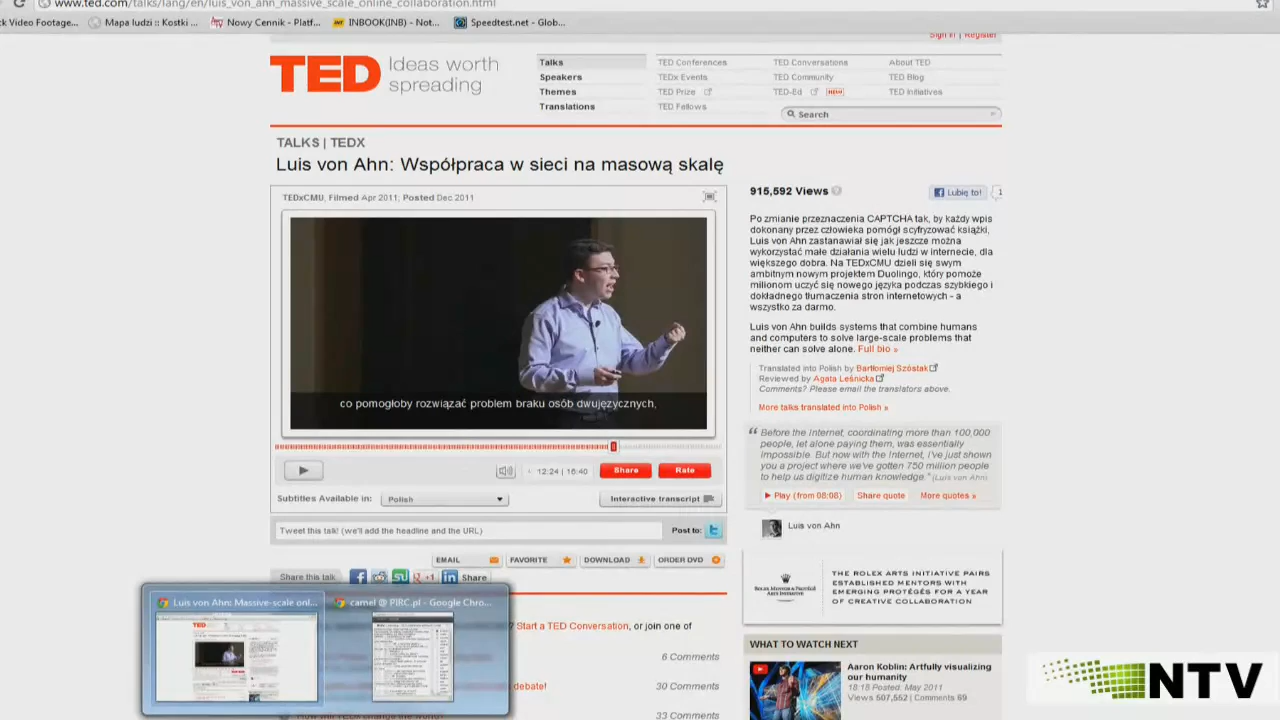 www.ted.com/talks/lang/en/luis_von_ahn_massive_scale_online_collaboration.html
ck Video Footage...
Mapa ludzi :: Kostki ...
Nowy Cennik - Platf...
INBOOK(INB) - Not...
Speedtest.net - Glob...
Sign in | Register
TED Ideas worth
spreading
Talks
Speakers
Themes
Translations
TED Conferences
TEDx Events
TED Prize
TED Fellows
TED Conversations
TED Community
TED-Ed NEW!
About TED
TED Blog
TED Initiatives
Search
TALKS | TEDX
Luis von Ahn: Współpraca w sieci na masową skalę
TEDxCMU, Filmed Apr 2011; Posted Dec 2011
co pomogłoby rozwiązać problem braku osób dwujęzycznych,
12:24 | 16:40
Share
Rate
Subtitles Available in:
Polish
Interactive transcript
Tweet this talk! (we'll add the headline and the URL)
Post to:
EMAIL
FAVORITE
DOWNLOAD
ORDER DVD
Share this talk
+1
Share
915,592 Views
Lubię to!
1
Po zmianie przeznaczenia CAPTCHA tak, by każdy wpis
dokonany przez człowieka pomógł scyfryzować książki,
Luis von Ahn zastanawiał się jak jeszcze można
wykorzystać małe działania wielu ludzi w internecie, dla
większego dobra. Na TEDxCMU dzieli się swym
ambitnym nowym projektem Duolingo, który pomoże
milionom uczyć się nowego języka podczas szybkiego i
dokładnego tłumaczenia stron internetowych - a
wszystko za darmo.
Luis von Ahn builds systems that combine humans
and computers to solve large-scale problems that
neither can solve alone. Full bio »
Translated into Polish by Bartłomiej Szóstak
Reviewed by Agata Leśnicka
Comments? Please email the translators above.
More talks translated into Polish »
“ Before the Internet, coordinating more than 100,000
people, let alone paying them, was essentially
impossible. But now with the Internet, I've just shown
you a project where we've gotten 750 million people
to help us digitize human knowledge.” (Luis von Ahn)
Play (from 08:08)
Share quote
More quotes »
Luis von Ahn
ROLEX MENTOR & PROTÉGÉ
ARTS INITIATIVE
THE ROLEX ARTS INITIATIVE PAIRS
ESTABLISHED MENTORS WITH
EMERGING PROTÉGÉS FOR A YEAR
OF CREATIVE COLLABORATION
WHAT TO WATCH NEXT
Aaron Koblin: Artfully visualizing
our humanity
18:18 Posted: May 2011
Views 507,552 | Comments 69
Luis von Ahn: Massive-scale onl...
camel @ PIRC.pl - Google Chro...
TED
? Start a TED Conversation, or join one of
6 Comments
debate!
30 Comments
How will TEDx change the world?
33 Comments
NTV